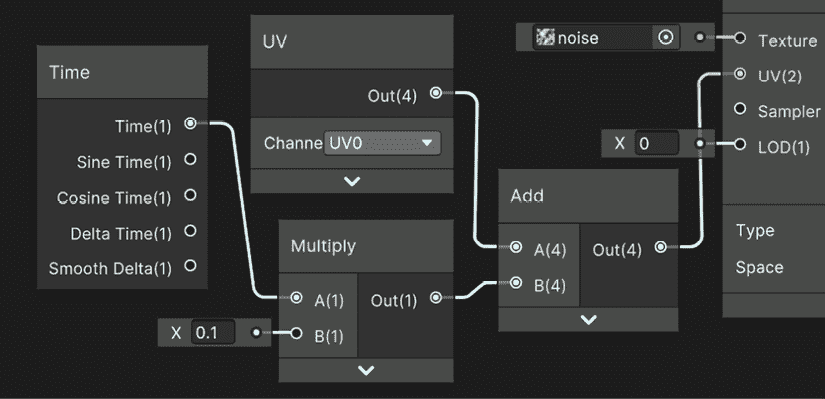 Time
Time(1)
Sine Time(1)
Cosine Time(1)
Delta Time(1)
Smooth Delta(1)
UV
Out(4)
Channe UV0
Multiply
A(1) Out(1)
X 0.1 B(1)
Add
A(4) Out(4)
B(4)
noise Texture
UV(2)
Sampler
X 0 LOD(1)
Type
Space